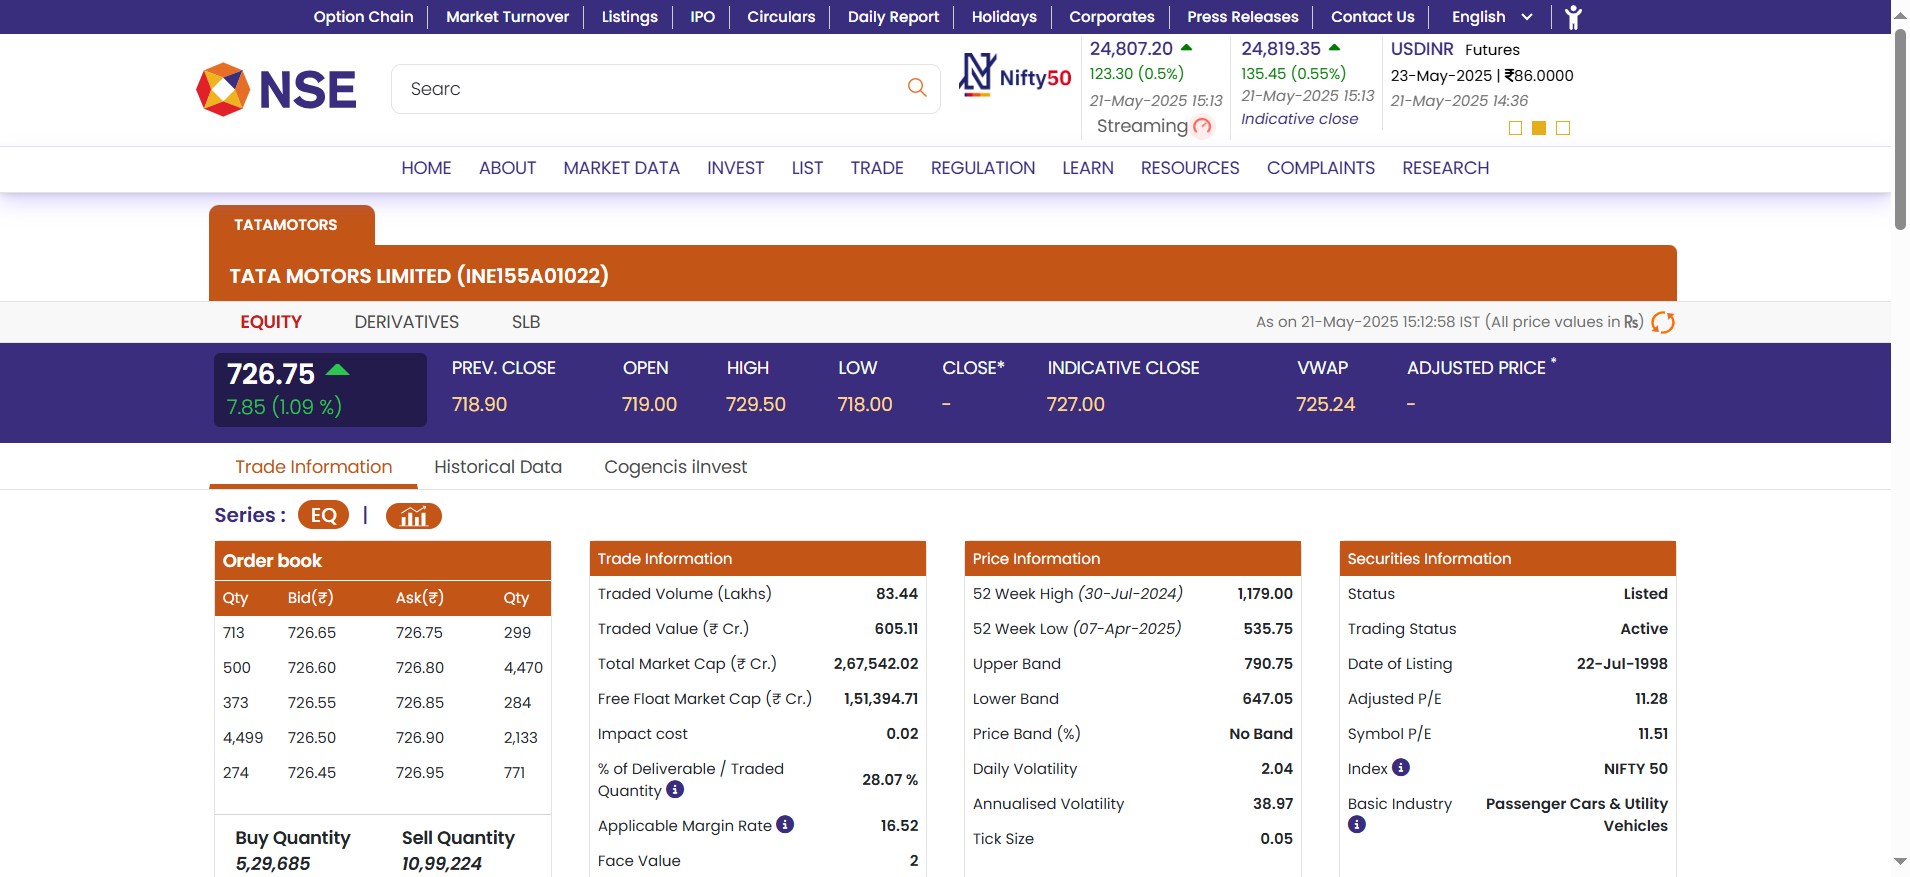 Option Chain Market Turnover Listings IPO Circulars Daily Report Holidays Corporates Press Releases Contact Us English
NSE
Searc
Nifty50
24,807.20
123.30 (0.5%)
21-May-2025 15:13
Streaming
24,819.35
135.45 (0.55%)
21-May-2025 15:13
Indicative close
USDINR Futures
23-May-2025 | ₹86.0000
21-May-2025 14:36
HOME ABOUT MARKET DATA INVEST LIST TRADE REGULATION LEARN RESOURCES COMPLAINTS RESEARCH
TATAMOTORS
TATA MOTORS LIMITED (INE155A01022)
EQUITY DERIVATIVES SLB
As on 21-May-2025 15:12:58 IST (All price values in ₨)
726.75
7.85 (1.09 %)
PREV. CLOSE OPEN HIGH LOW CLOSE* INDICATIVE CLOSE VWAP ADJUSTED PRICE *
718.90 719.00 729.50 718.00 - 727.00 725.24 -
Trade Information Historical Data Cogencis iInvest
Series : EQ |
Order book
Qty Bid(₹) Ask(₹) Qty
713 726.65 726.75 299
500 726.60 726.80 4,470
373 726.55 726.85 284
4,499 726.50 726.90 2,133
274 726.45 726.95 771
Buy Quantity Sell Quantity
5,29,685 10,99,224
Trade Information
Traded Volume (Lakhs) 83.44
Traded Value (₹ Cr.) 605.11
Total Market Cap (₹ Cr.) 2,67,542.02
Free Float Market Cap (₹ Cr.) 1,51,394.71
Impact cost 0.02
% of Deliverable / Traded
Quantity 28.07 %
Applicable Margin Rate 16.52
Face Value 2
Price Information
52 Week High (30-Jul-2024) 1,179.00
52 Week Low (07-Apr-2025) 535.75
Upper Band 790.75
Lower Band 647.05
Price Band (%) No Band
Daily Volatility 2.04
Annualised Volatility 38.97
Tick Size 0.05
Securities Information
Status Listed
Trading Status Active
Date of Listing 22-Jul-1998
Adjusted P/E 11.28
Symbol P/E 11.51
Index NIFTY 50
Basic Industry Passenger Cars & Utility
Vehicles